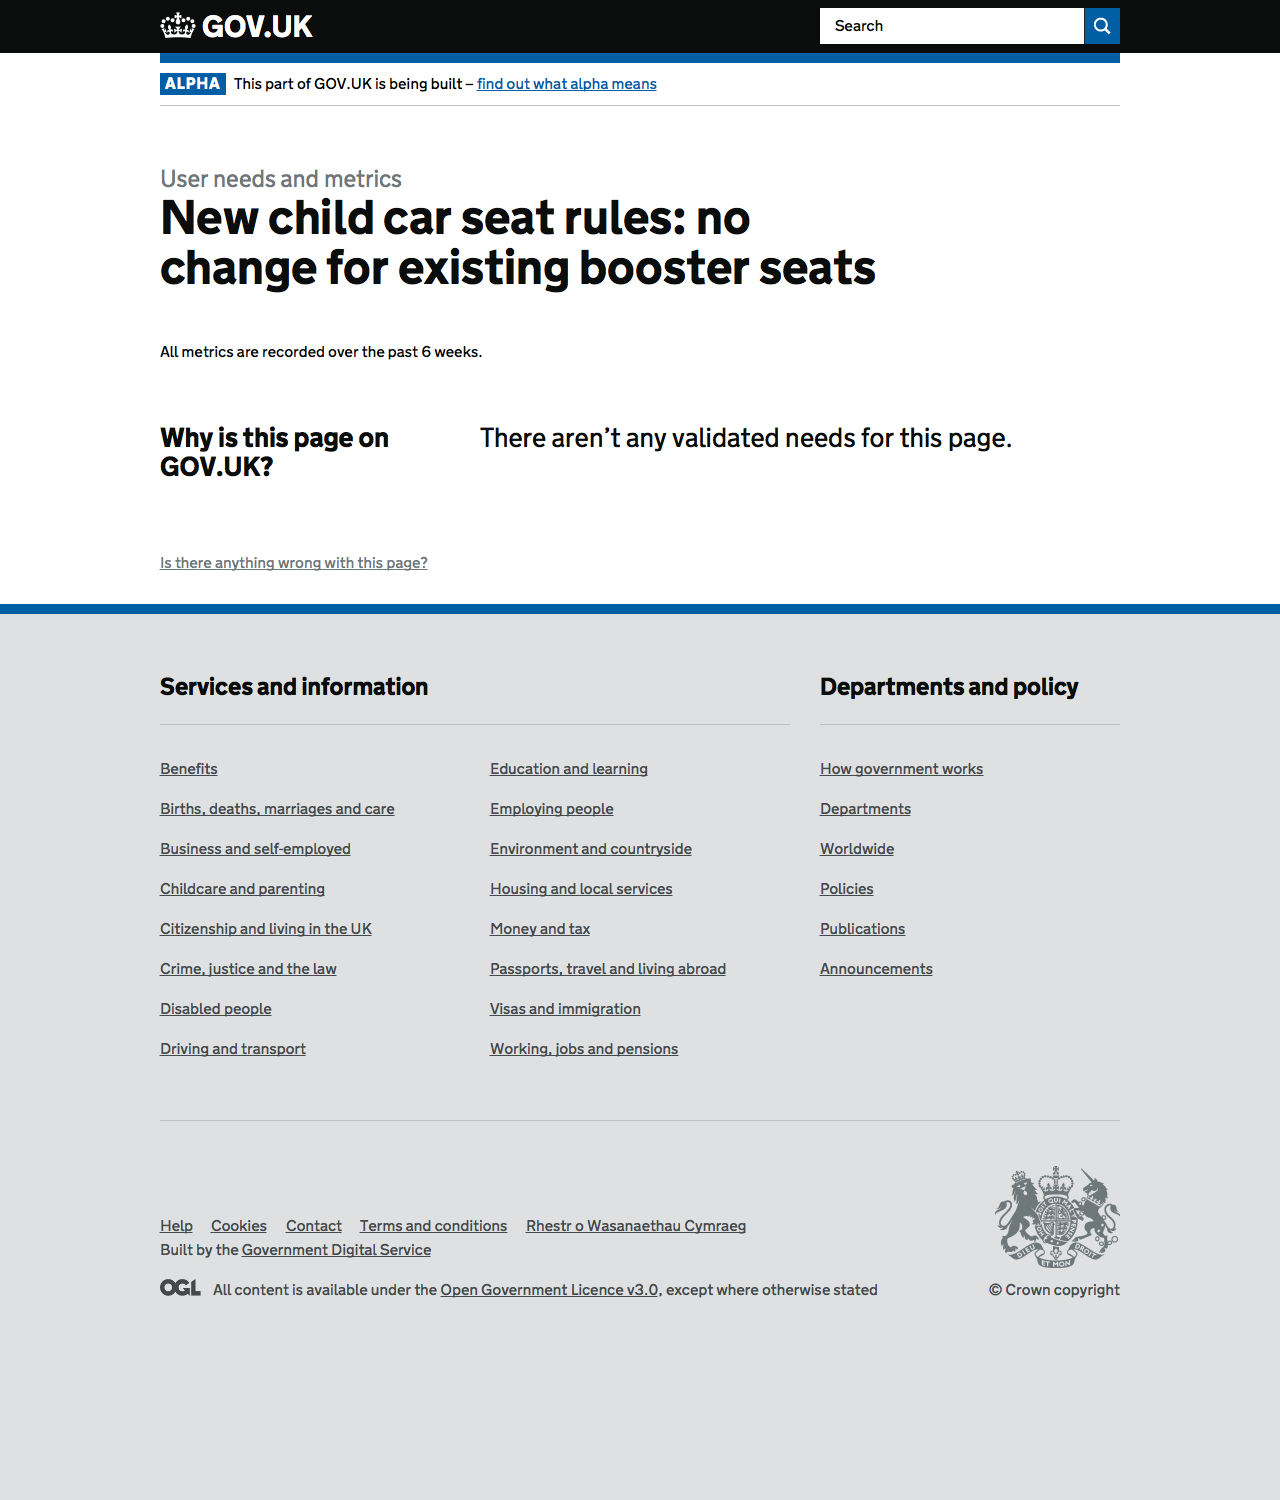 GOV.UK
Search
ALPHA This part of GOV.UK is being built – find out what alpha means
User needs and metrics
New child car seat rules: no
change for existing booster seats
All metrics are recorded over the past 6 weeks.
Why is this page on
GOV.UK?
There aren’t any validated needs for this page.
Is there anything wrong with this page?
Services and information
Benefits
Births, deaths, marriages and care
Business and self-employed
Childcare and parenting
Citizenship and living in the UK
Crime, justice and the law
Disabled people
Driving and transport
Education and learning
Employing people
Environment and countryside
Housing and local services
Money and tax
Passports, travel and living abroad
Visas and immigration
Working, jobs and pensions
Departments and policy
How government works
Departments
Worldwide
Policies
Publications
Announcements
Help Cookies Contact Terms and conditions Rhestr o Wasanaethau Cymraeg
Built by the Government Digital Service
OGL All content is available under the Open Government Licence v3.0, except where otherwise stated
DIEU ET MON DROIT
© Crown copyright